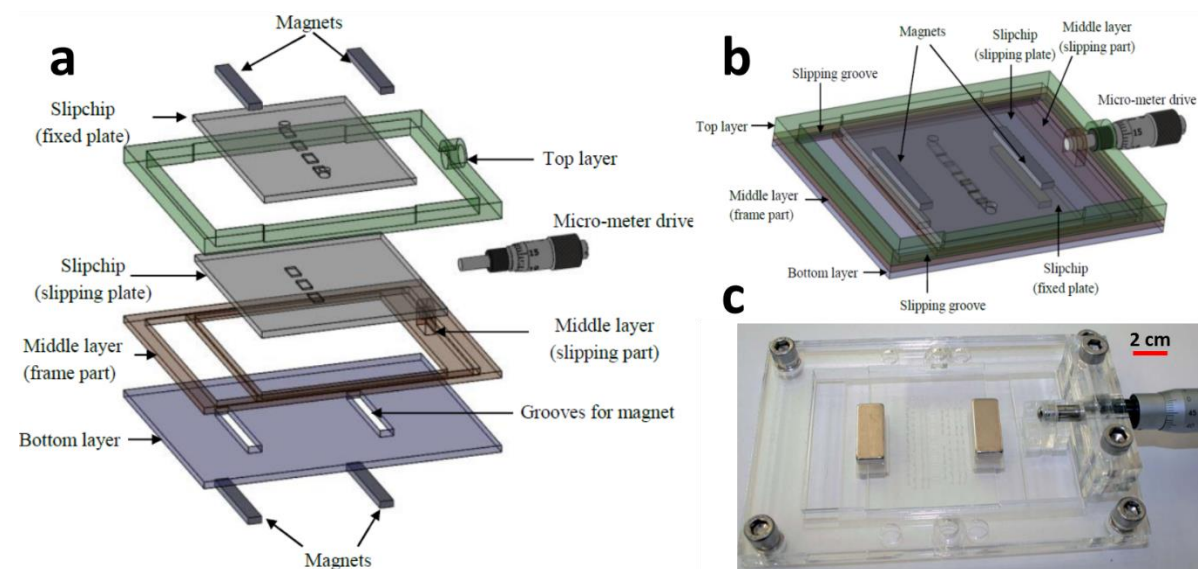 a
Magnets
Slipchip
(fixed plate)
Top layer
Micro-meter drive
Slipchip
(slipping plate)
Middle layer
(frame part)
Middle layer
(slipping part)
Grooves for magnet
Bottom layer
Magnets
b
Magnets
Slipchip
(slipping plate)
Middle layer
(slipping part)
Slipping groove
Micro-meter drive
Top layer
15
Middle layer
(frame part)
Bottom layer
Slipping groove
Slipchip
(fixed plate)
c
2 cm